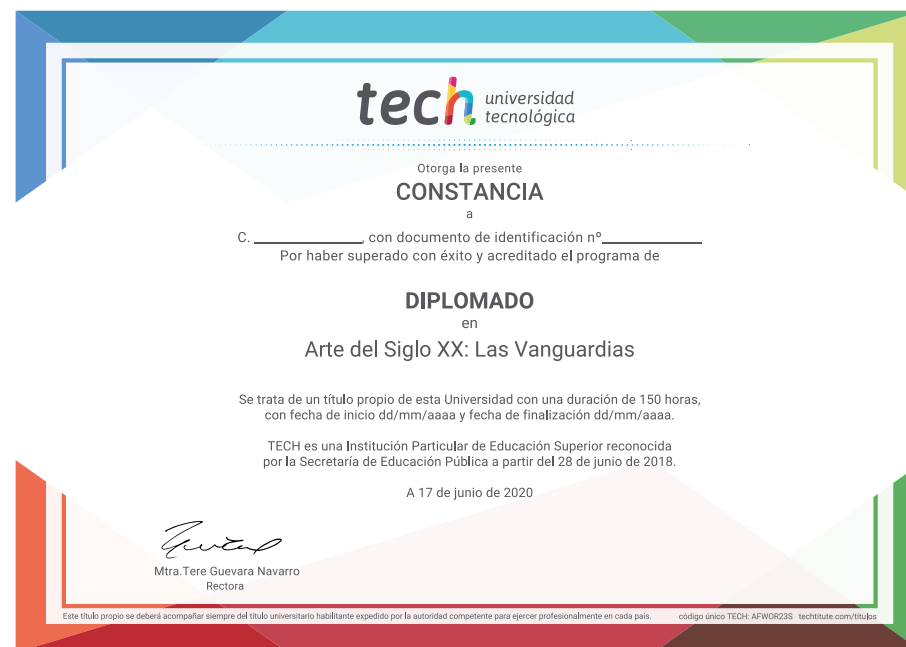 tech universidad
tecnológica
Otorga la presente
CONSTANCIA
a
C. ____________, con documento de identificación nº____________
Por haber superado con éxito y acreditado el programa de
DIPLOMADO
en
Arte del Siglo XX: Las Vanguardias
Se trata de un título propio de esta Universidad con una duración de 150 horas,
con fecha de inicio dd/mm/aaaa y fecha de finalización dd/mm/aaaa.
TECH es una Institución Particular de Educación Superior reconocida
por la Secretaría de Educación Pública a partir del 28 de junio de 2018.
A 17 de junio de 2020
Mtra.Tere Guevara Navarro
Rectora
Este título propio se deberá acompañar siempre del título universitario habilitante expedido por la autoridad competente para ejercer profesionalmente en cada país. código único TECH: AFWOR23S techtitute.com/titulos